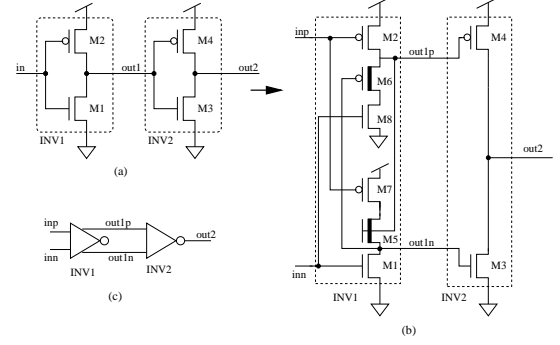 M2
M4
in
out1
out2
M1
M3
INV1
INV2
(a)
inp
M2
out1p
M4
M6
M8
out2
M7
M5
out1n
inn
M1
M3
INV1
INV2
(b)
inp
out1p
out2
inn
out1n
INV1
INV2
(c)